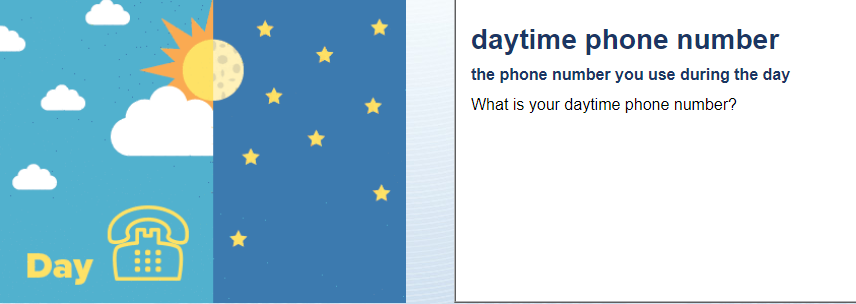 Day
daytime phone number
the phone number you use during the day
What is your daytime phone number?